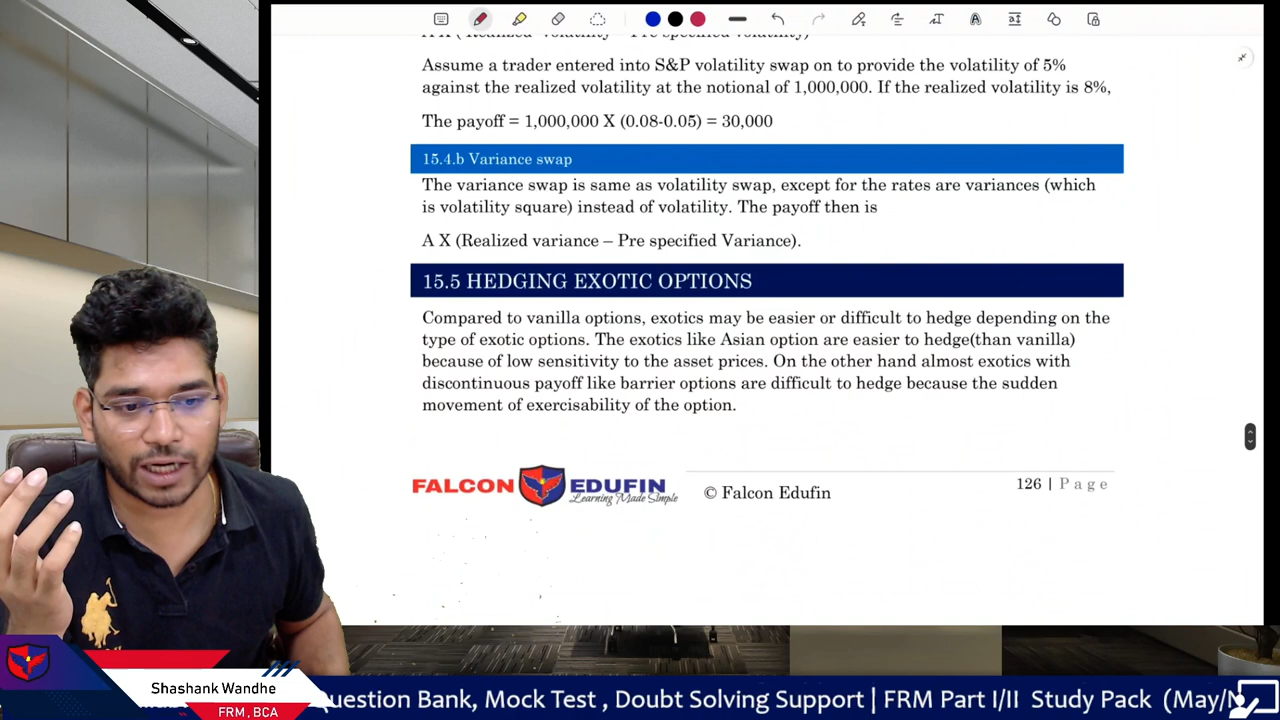 A X ( Realized volatility – Pre specified volatility)
Assume a trader entered into S&P volatility swap on to provide the volatility of 5%
against the realized volatility at the notional of 1,000,000. If the realized volatility is 8%,
The payoff = 1,000,000 X (0.08-0.05) = 30,000
15.4.b Variance swap
The variance swap is same as volatility swap, except for the rates are variances (which
is volatility square) instead of volatility. The payoff then is
A X (Realized variance – Pre specified Variance).
15.5 HEDGING EXOTIC OPTIONS
Compared to vanilla options, exotics may be easier or difficult to hedge depending on the
type of exotic options. The exotics like Asian option are easier to hedge(than vanilla)
because of low sensitivity to the asset prices. On the other hand almost exotics with
discontinuous payoff like barrier options are difficult to hedge because the sudden
movement of exercisability of the option.
FALCON EDUFIN
Learning Made Simple
© Falcon Edufin
126 | Page
Shashank Wandhe
FRM, BCA
uestion Bank, Mock Test , Doubt Solving Support | FRM Part I/II Study Pack (May/N